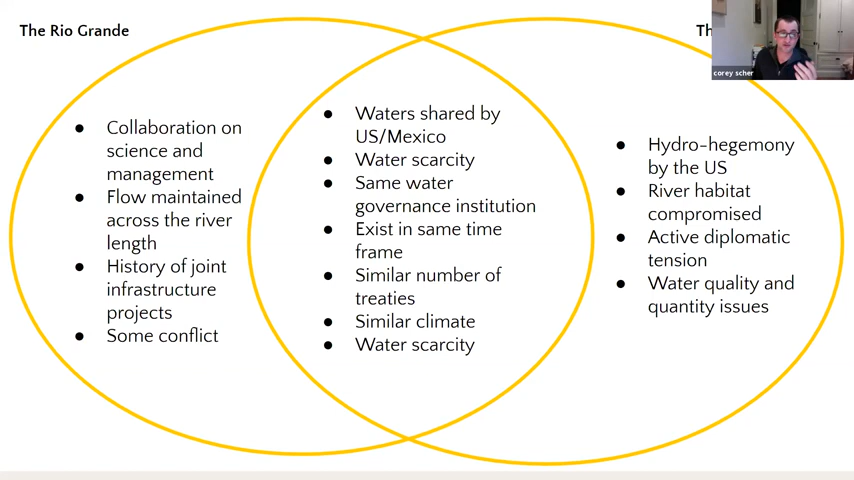 The Rio Grande
Th
corey scher
● Collaboration on
science and
management
● Flow maintained
across the river
length
● History of joint
infrastructure
projects
● Some conflict
● Waters shared by
US/Mexico
● Water scarcity
● Same water
governance institution
● Exist in same time
frame
● Similar number of
treaties
● Similar climate
● Water scarcity
● Hydro-hegemony
by the US
● River habitat
compromised
● Active diplomatic
tension
● Water quality and
quantity issues